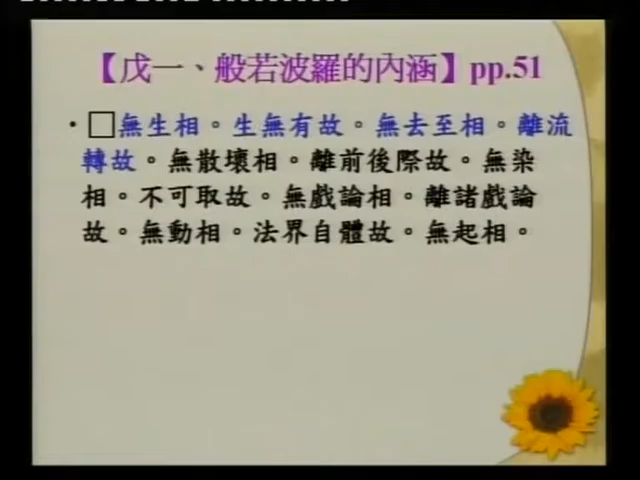 【戊一、般若波羅的內涵】pp.51
•□無生相。生無有故。無去至相。離流
轉故。無散壞相。離前後際故。無染
相。不可取故。無戲論相。離諸戲論
故。無動相。法界自體故。無起相。